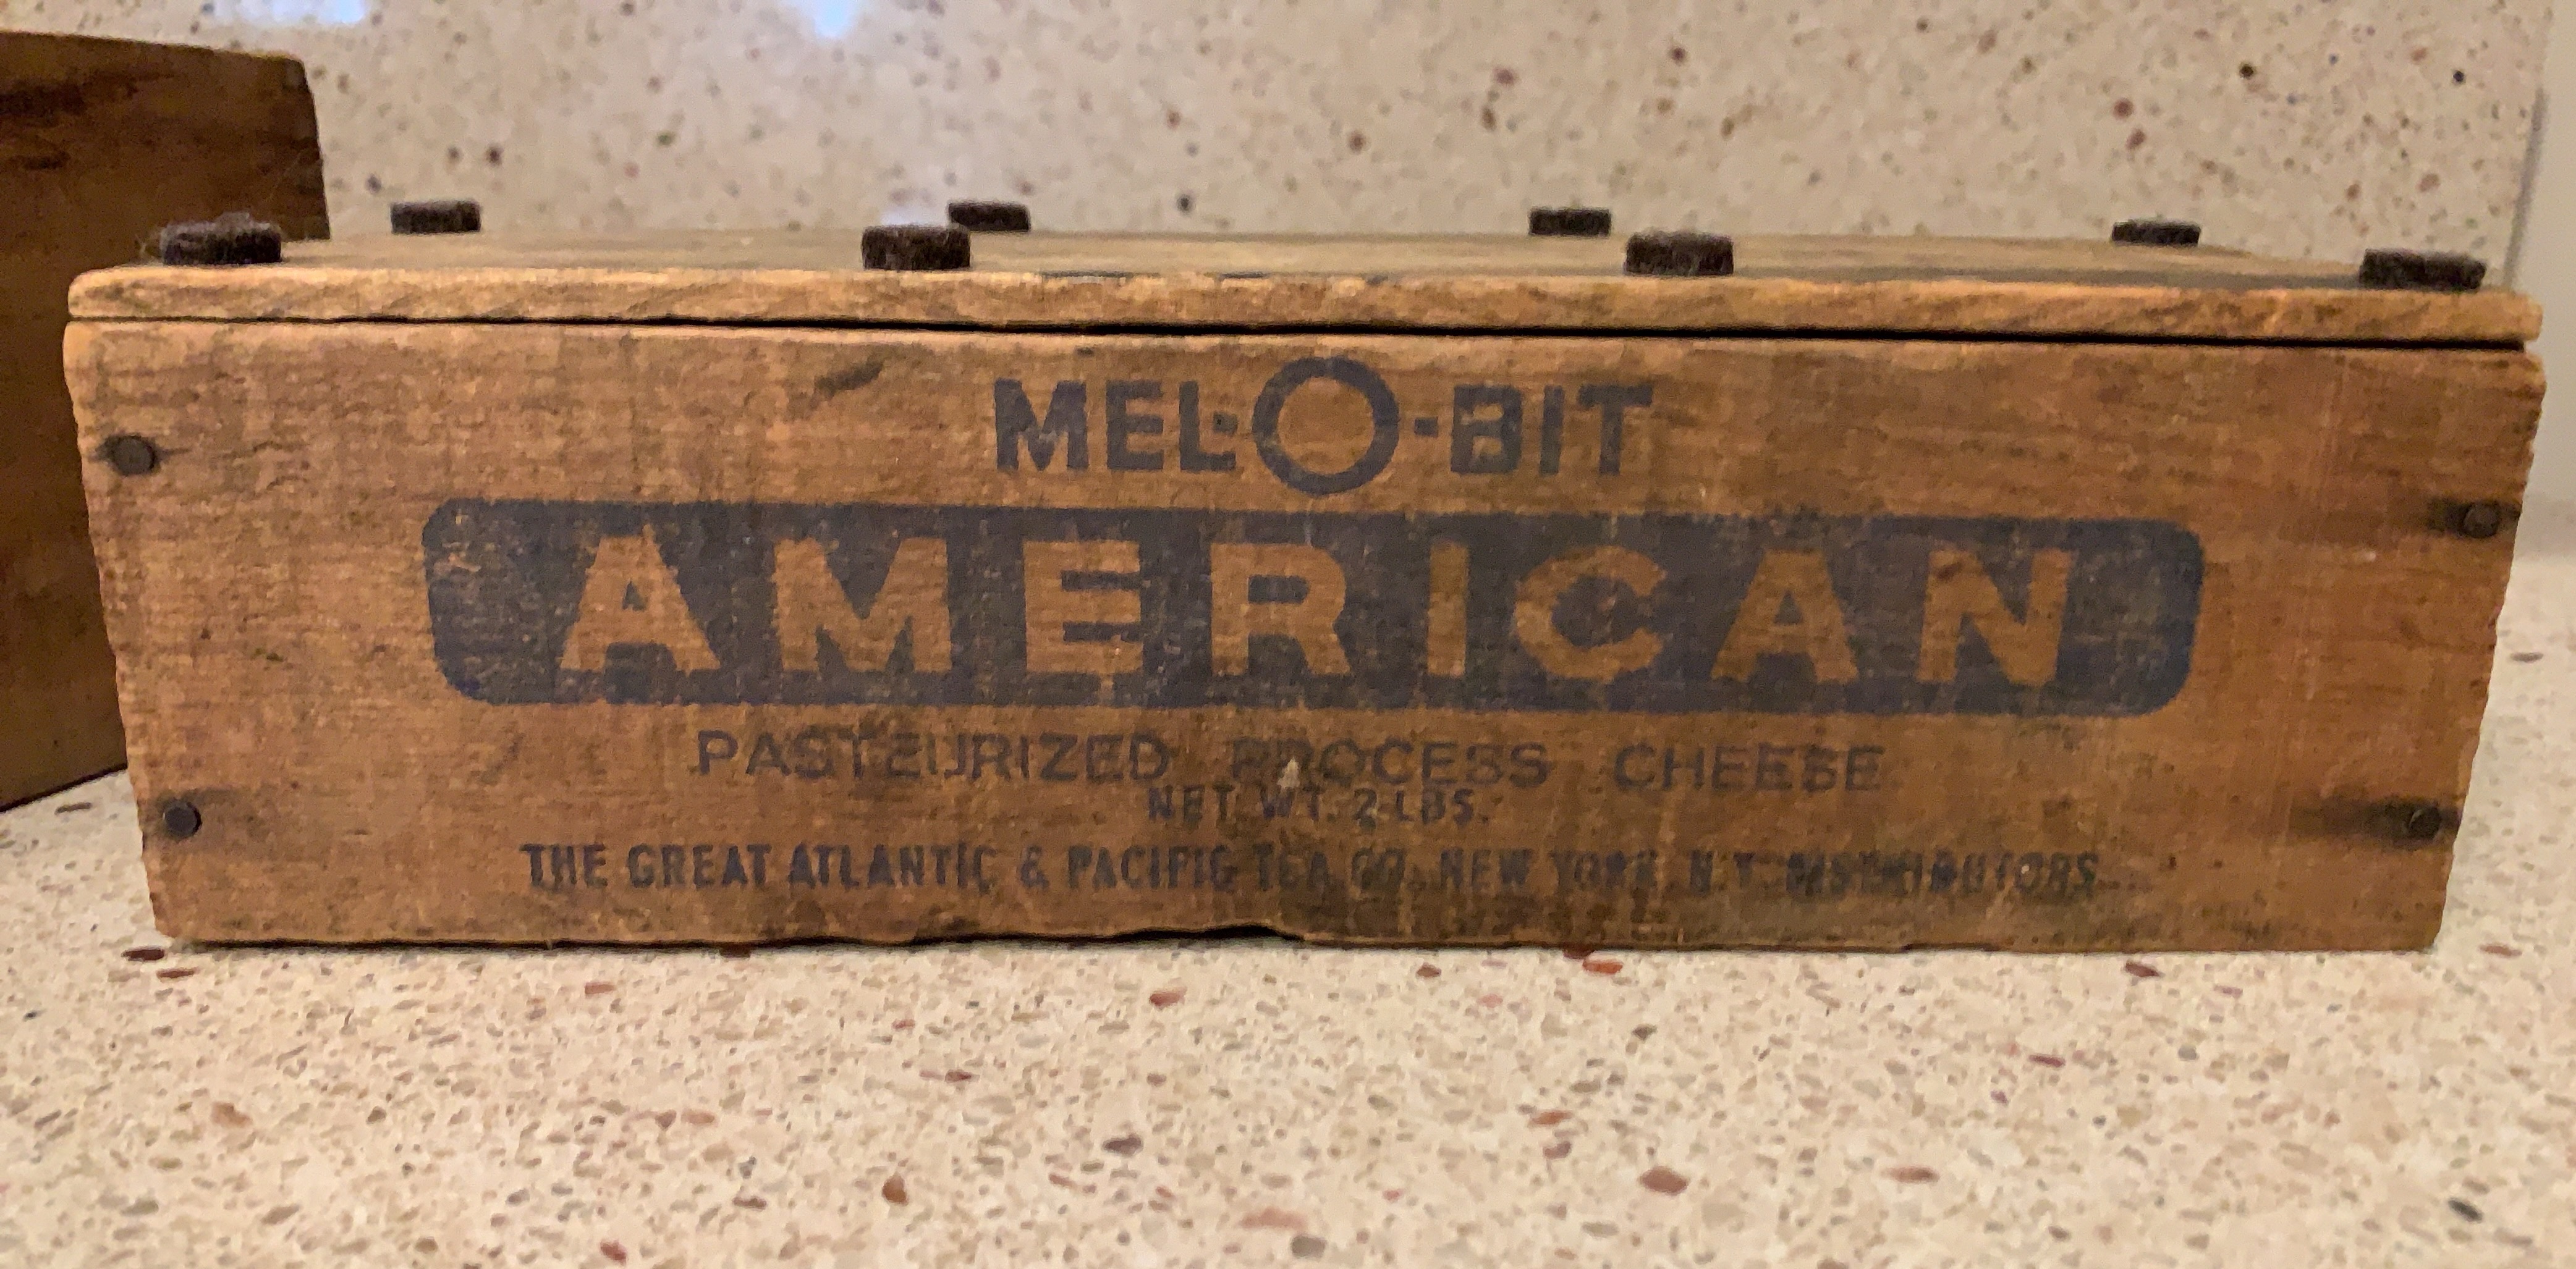 MEL-O-BIT
AMERICAN
PASTEURIZED PROCESS CHEESE
NET WT. 2 LBS.
THE GREAT ATLANTIC & PACIFIC TEA CO. NEW YORK, N.Y. DISTRIBUTORS